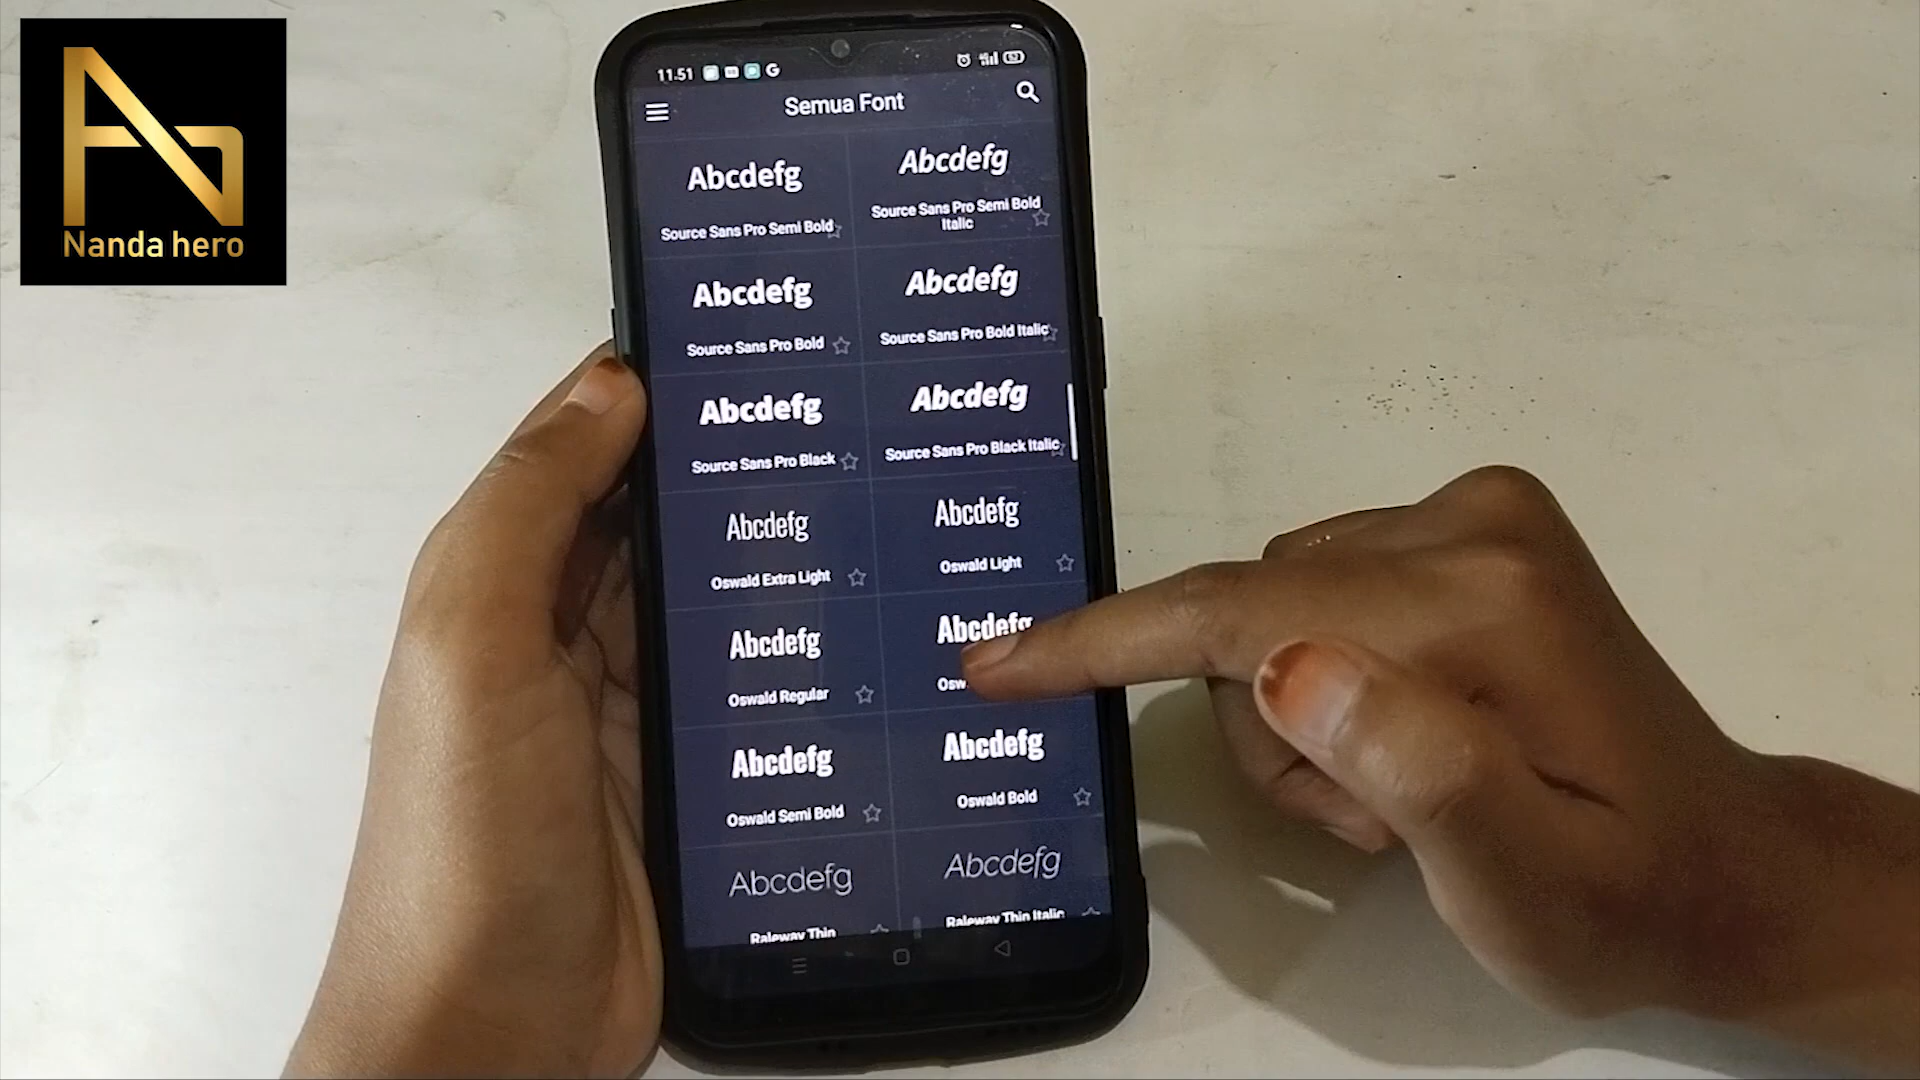 Nanda hero
11.51
Semua Font
Abcdefg
Abcdefg
Source Sans Pro Semi Bold
Source Sans Pro Semi Bold
Italic
Abcdefg
Abcdefg
Source Sans Pro Bold
Source Sans Pro Bold Italic
Abcdefg
Abcdefg
Source Sans Pro Black
Source Sans Pro Black Italic
Abcdefg
Abcdefg
Oswald Extra Light
Oswald Light
Abcdefg
Abcdefg
Oswald Regular
Abcdefg
Abcdefg
Oswald Semi Bold
Oswald Bold
Abcdefg
Abcdefg
Raleway Thin
Raleway Thin Italic